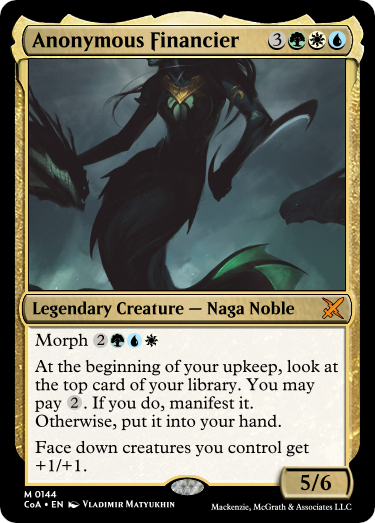 Anonymous Financier 3
Legendary Creature — Naga Noble
Morph 2
At the beginning of your upkeep, look at
the top card of your library. You may
pay 2. If you do, manifest it.
Otherwise, put it into your hand.
Face down creatures you control get
+1/+1.
5/6
M 0144
CoA • EN Vladimir Matyukhin
Mackenzie, McGrath & Associates LLC